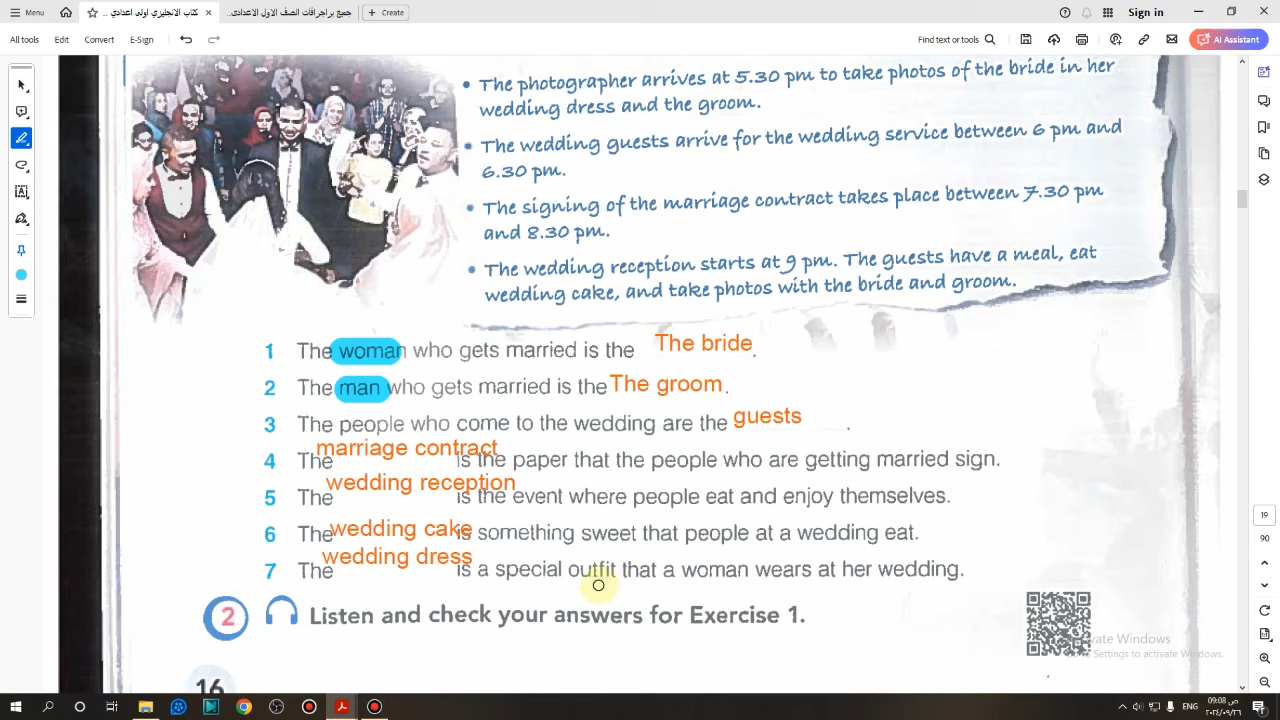 Menu
كتاب الانجليزي اولى اعدادي ..
جميع براجرافات الصف الاول الاعدادى..
Create
Sign in
All tools Edit Convert E-Sign
Find text or tools
AI Assistant
The photographer arrives at 5.30 pm to take photos of the bride in her
wedding dress and the groom.
The wedding guests arrive for the wedding service between 6 pm and
6.30 pm.
The signing of the marriage contract takes place between 7.30 pm
and 8.30 pm.
The wedding reception starts at 9 pm. The guests have a meal, eat
wedding cake, and take photos with the bride and groom.
1 The woman who gets married is the The bride.
2 The man who gets married is the The groom.
3 The people who come to the wedding are the guests.
4 The marriage contract is the paper that the people who are getting married sign.
5 The wedding reception is the event where people eat and enjoy themselves.
6 The wedding cake is something sweet that people at a wedding eat.
7 The wedding dress is a special outfit that a woman wears at her wedding.
2 Listen and check your answers for Exercise 1.
16
19
90
ENG
09:08 ص